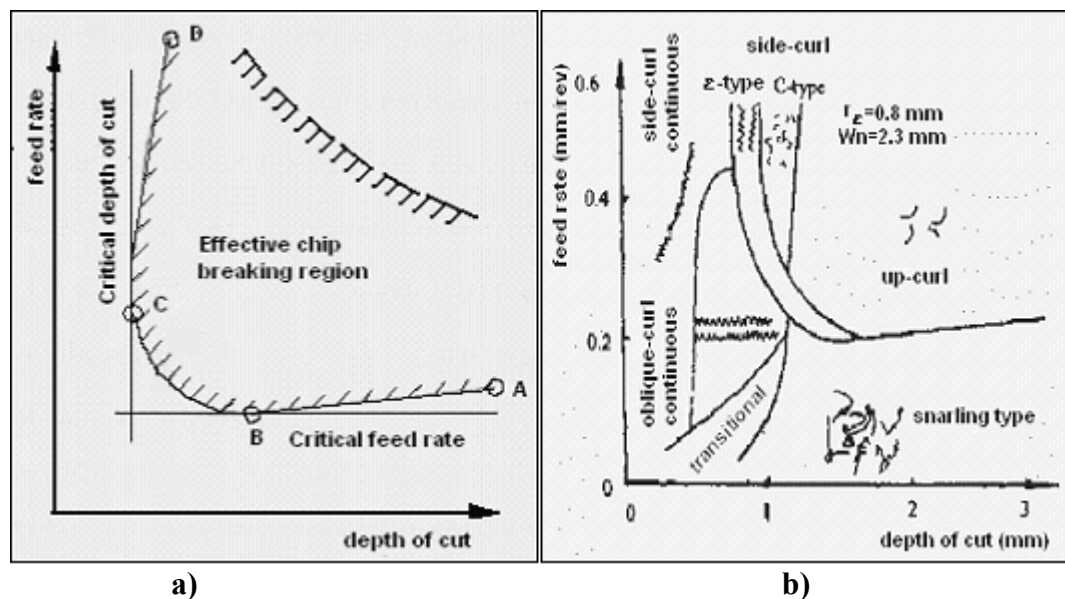 D
feed rate
Critical depth of cut
Effective chip
breaking region
C
A
B
Critical feed rate
depth of cut
a)
side-curl
side-curl
continuous
ε-type
C-type
0.6
rε=0.8 mm
Wn=2.3 mm
feed rste (mm/rev)
0.4
up-curl
0.2
oblique-curl
continuous
transitional
snarling type
0
0
1
2
3
depth of cut (mm)
b)